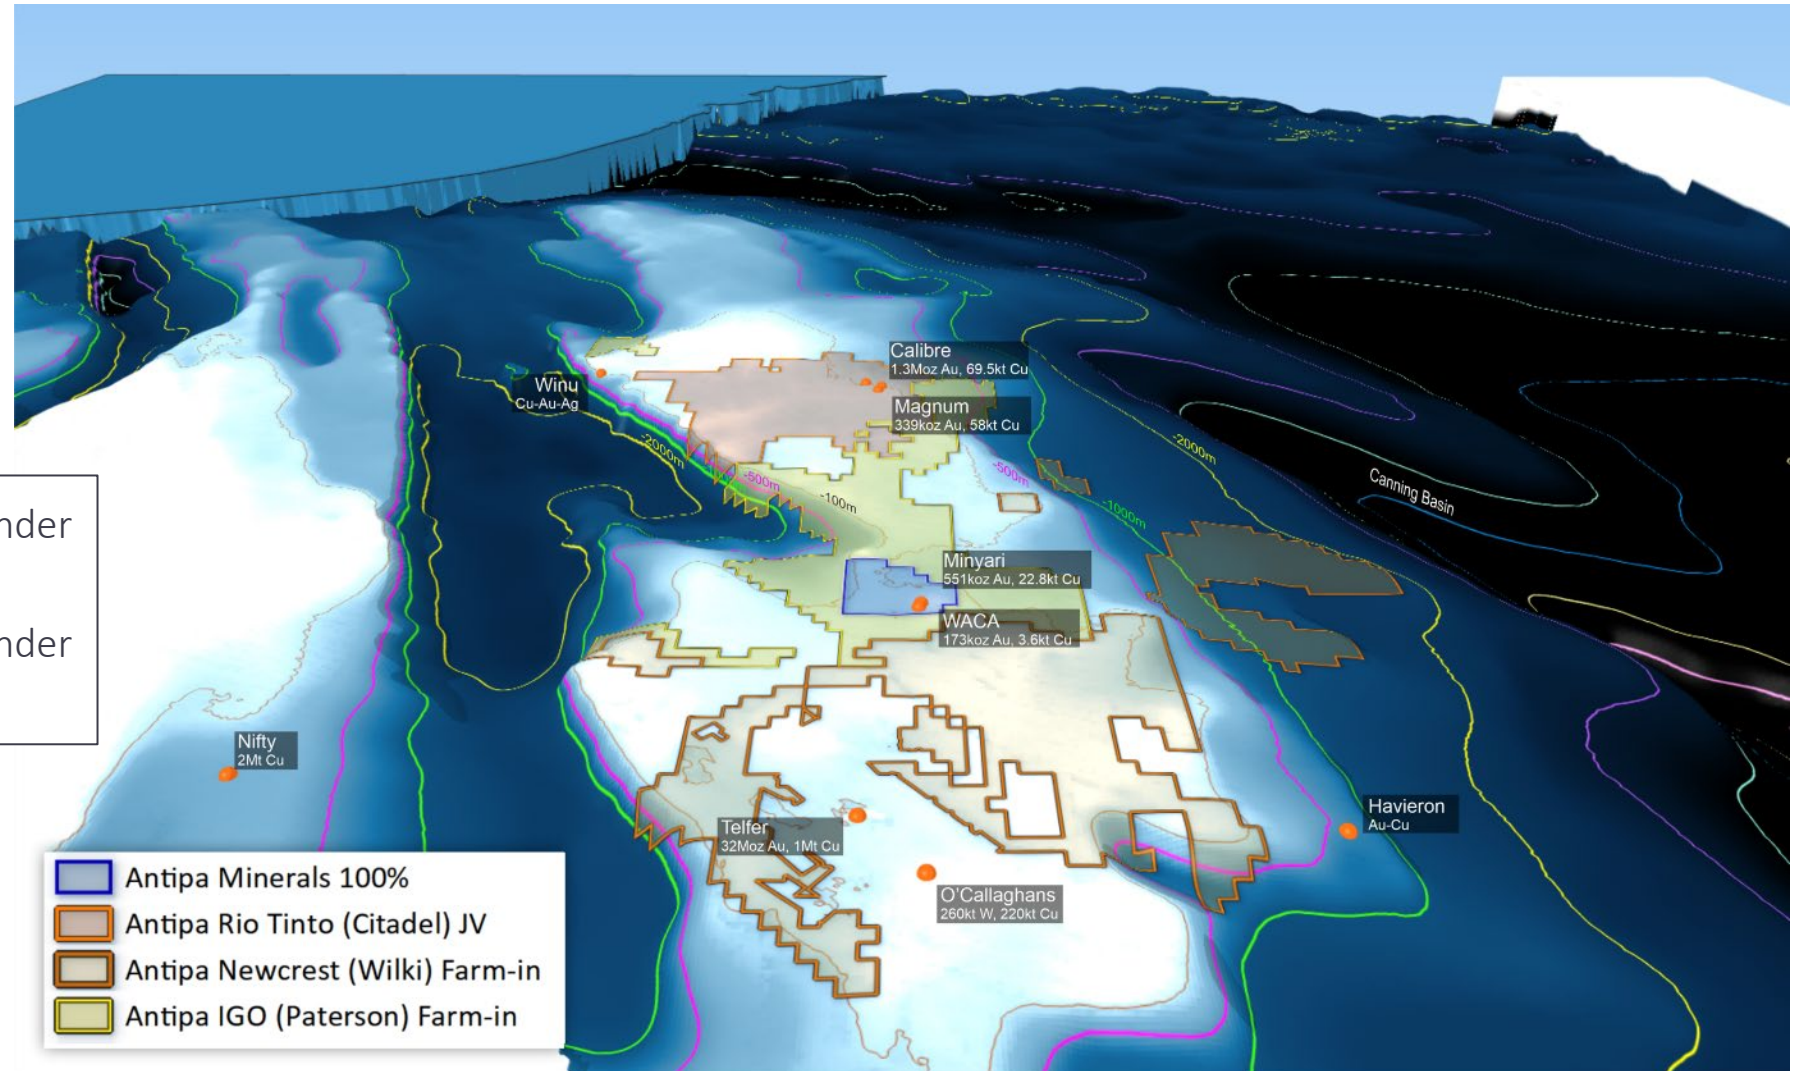 Calibre
1.3Moz Au, 69.5kt Cu
Winu
Cu-Au-Ag
Magnum
339koz Au, 58kt Cu
-2000m
-500m
-100m
-500m
-1000m
-2000m
Canning Basin
nder
Minyari
551koz Au, 22.8kt Cu
WACA
173koz Au, 3.6kt Cu
nder
Nifty
2Mt Cu
Havieron
Au-Cu
Telfer
32Moz Au, 1Mt Cu
O'Callaghans
260kt W, 220kt Cu
Antipa Minerals 100%
Antipa Rio Tinto (Citadel) JV
Antipa Newcrest (Wilki) Farm-in
Antipa IGO (Paterson) Farm-in